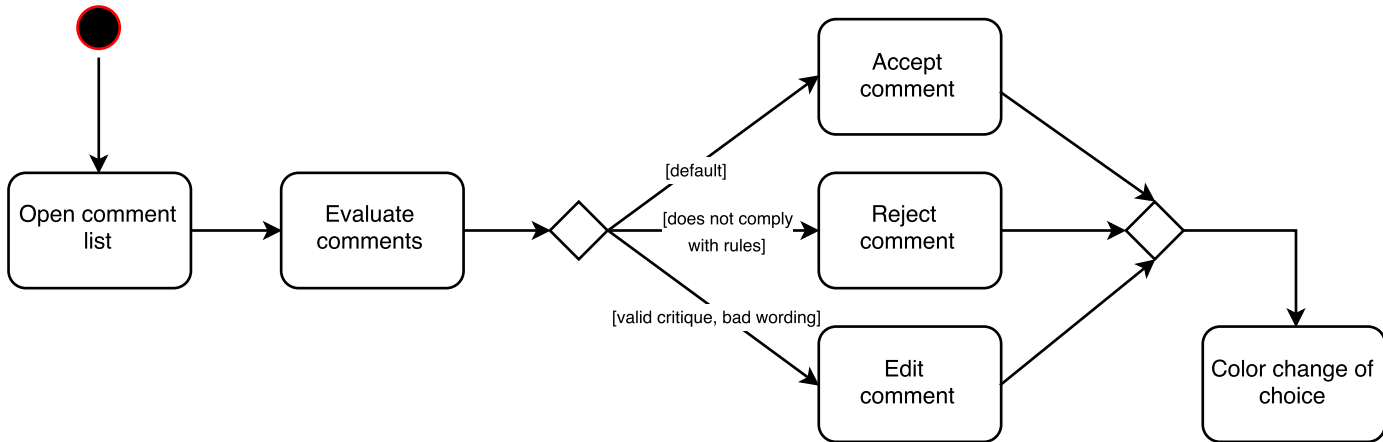 Open comment
list
Evaluate
comments
[default]
[does not comply
with rules]
[valid critique, bad wording]
Accept
comment
Reject
comment
Edit
comment
Color change of
choice